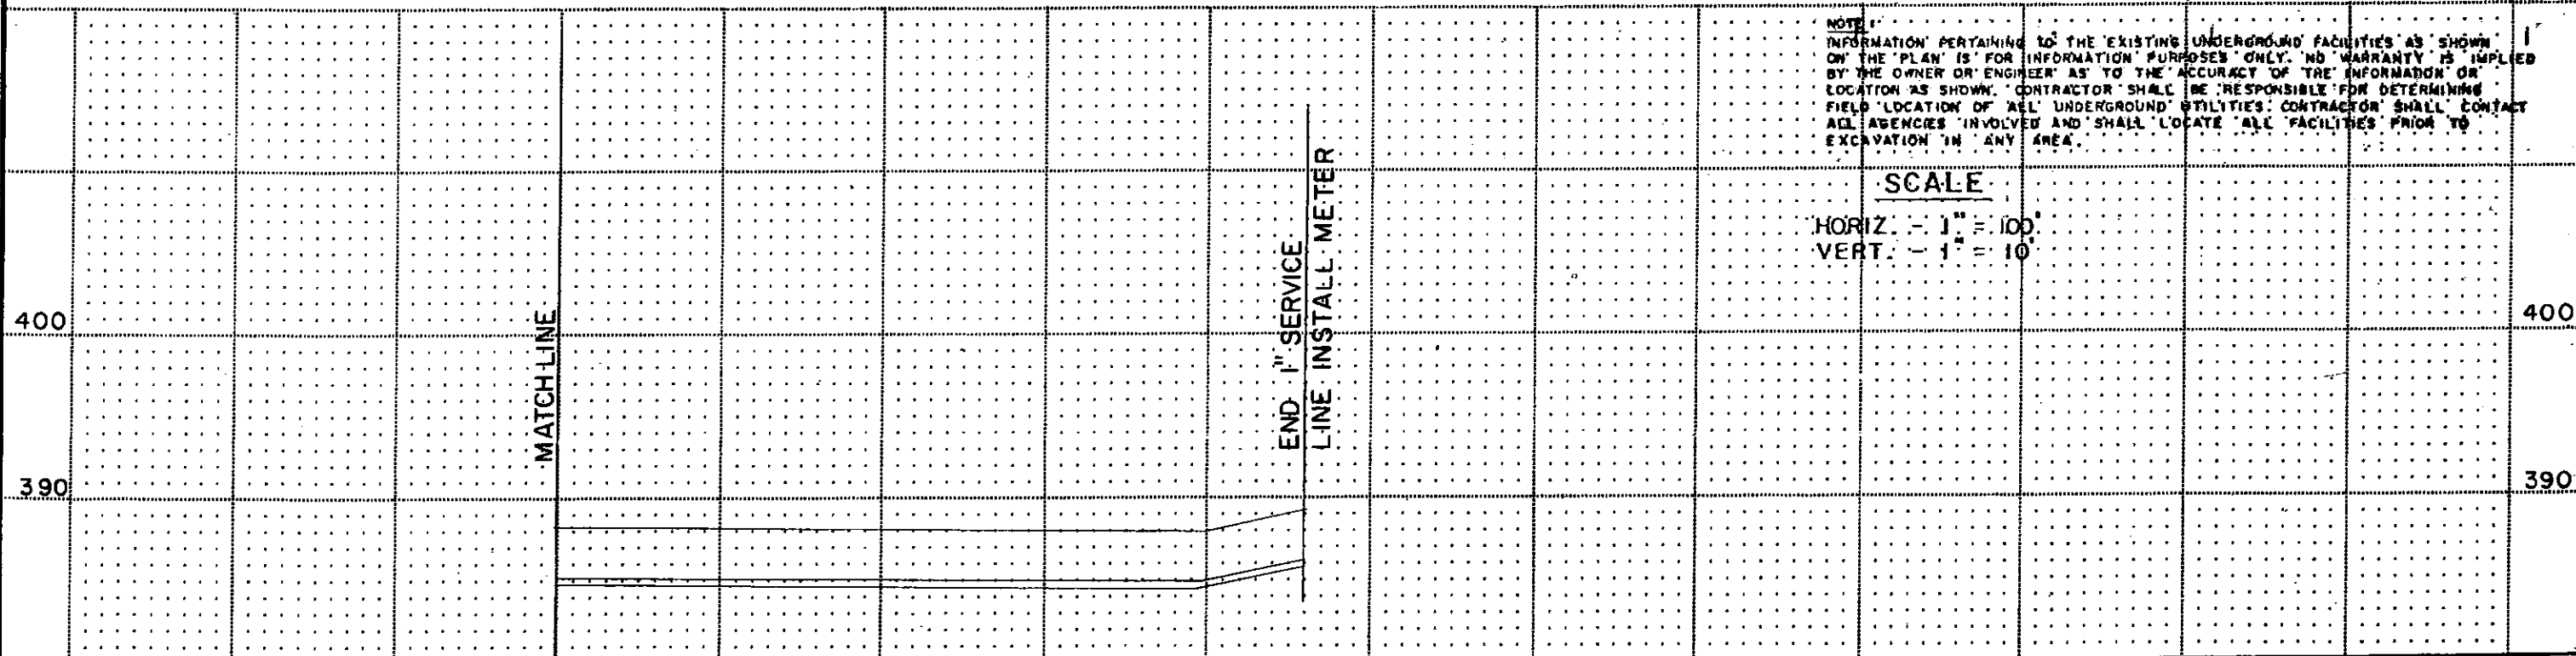 NOTE:
INFORMATION PERTAINING TO THE EXISTING UNDERGROUND FACILITIES AS SHOWN
ON THE PLAN IS FOR INFORMATION PURPOSES ONLY. NO WARRANTY IS IMPLIED
BY THE OWNER OR ENGINEER AS TO THE ACCURACY OF THE INFORMATION OR
LOCATION AS SHOWN. CONTRACTOR SHALL BE RESPONSIBLE FOR DETERMINING
FIELD LOCATION OF ALL UNDERGROUND UTILITIES. CONTRACTOR SHALL CONTACT
ALL AGENCIES INVOLVED AND SHALL LOCATE ALL FACILITIES PRIOR TO
EXCAVATION IN ANY AREA.
SCALE
HORIZ. - 1" = 100'
VERT. - 1" = 10'
MATCH LINE
END 1" SERVICE
LINE INSTALL METER
400
400
390
390